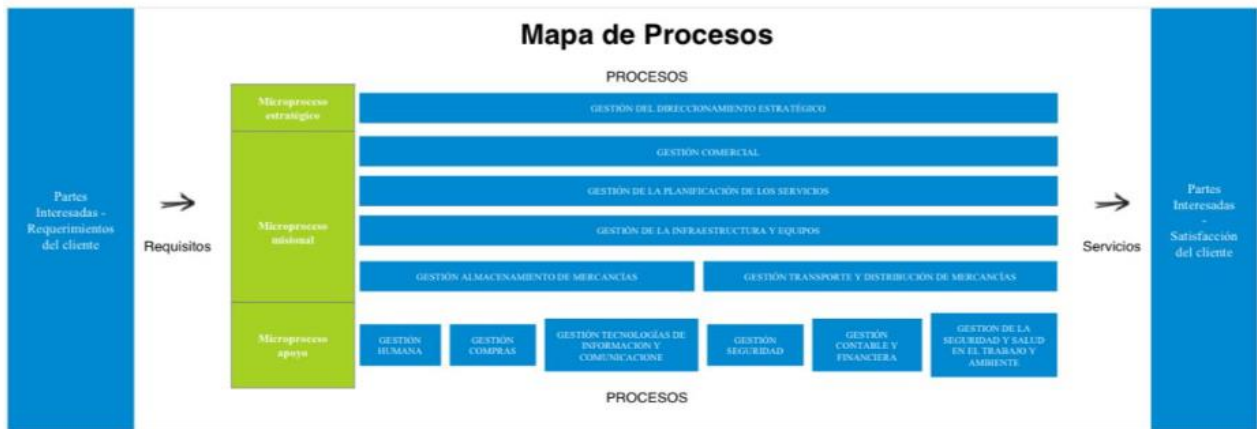 Mapa de Procesos
PROCESOS
Partes
Interesadas -
Requerimientos
del cliente
Requisitos
Microproceso
estratégico
GESTIÓN DEL DIRECCIONAMIENTO ESTRATÉGICO
Microproceso
misional
GESTIÓN COMERCIAL
GESTIÓN DE LA PLANIFICACIÓN DE LOS SERVICIOS
GESTIÓN DE LA INFRAESTRUCTURA Y EQUIPOS
GESTIÓN ALMACENAMIENTO DE MERCANCÍAS
GESTIÓN TRANSPORTE Y DISTRIBUCIÓN DE MERCANCÍAS
Microproceso
apoyo
GESTIÓN
HUMANA
GESTIÓN
COMPRAS
GESTIÓN TECNOLOGÍAS DE
INFORMACION Y
COMUNICACIONE
GESTIÓN
SEGURIDAD
GESTIÓN
CONTABLE Y
FINANCIERA
GESTION DE LA
SEGURIDAD Y SALUD
EN EL TRABAJO Y
AMBIENTE
PROCESOS
Servicios
Partes
Interesadas
-
Satisfacción
del cliente